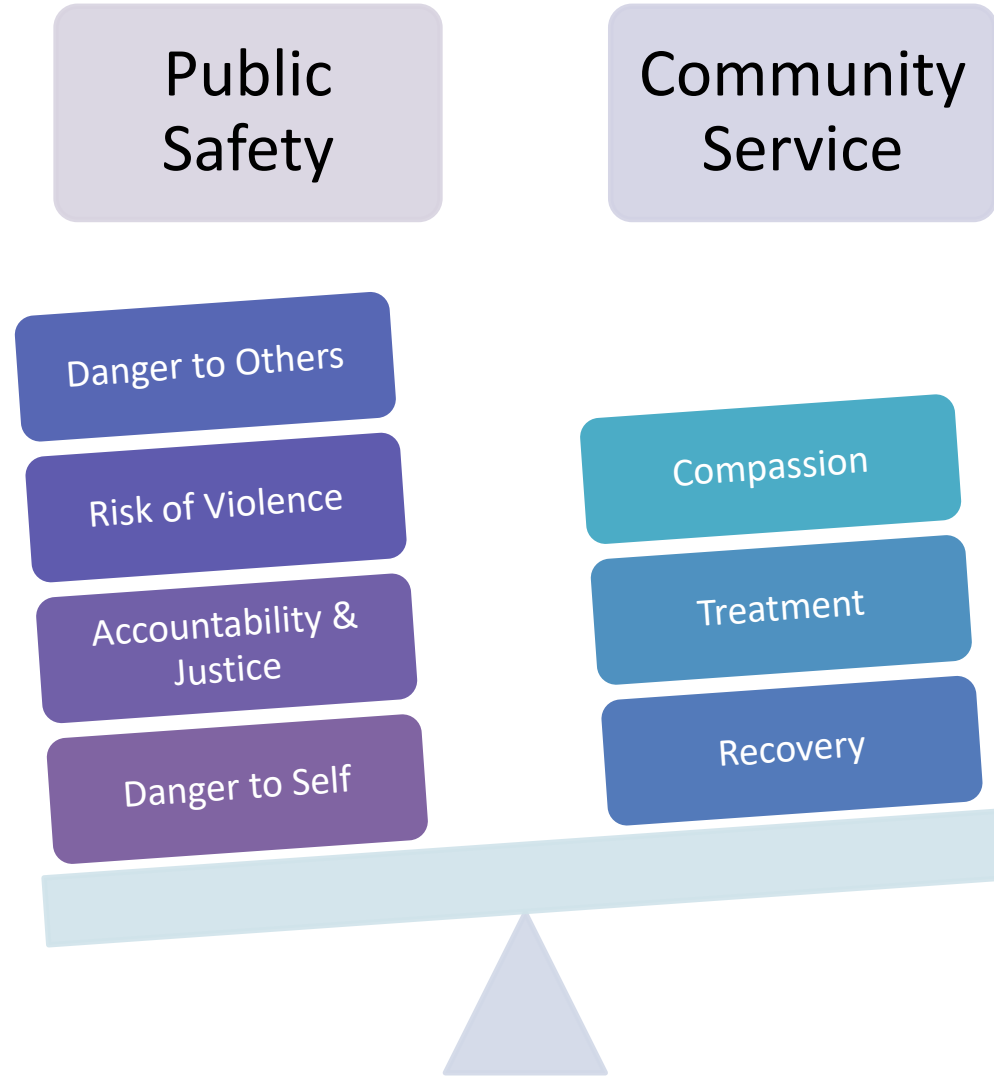 Public
Safety
Community
Service
Danger to Others
Risk of Violence
Accountability &
Justice
Danger to Self
Compassion
Treatment
Recovery